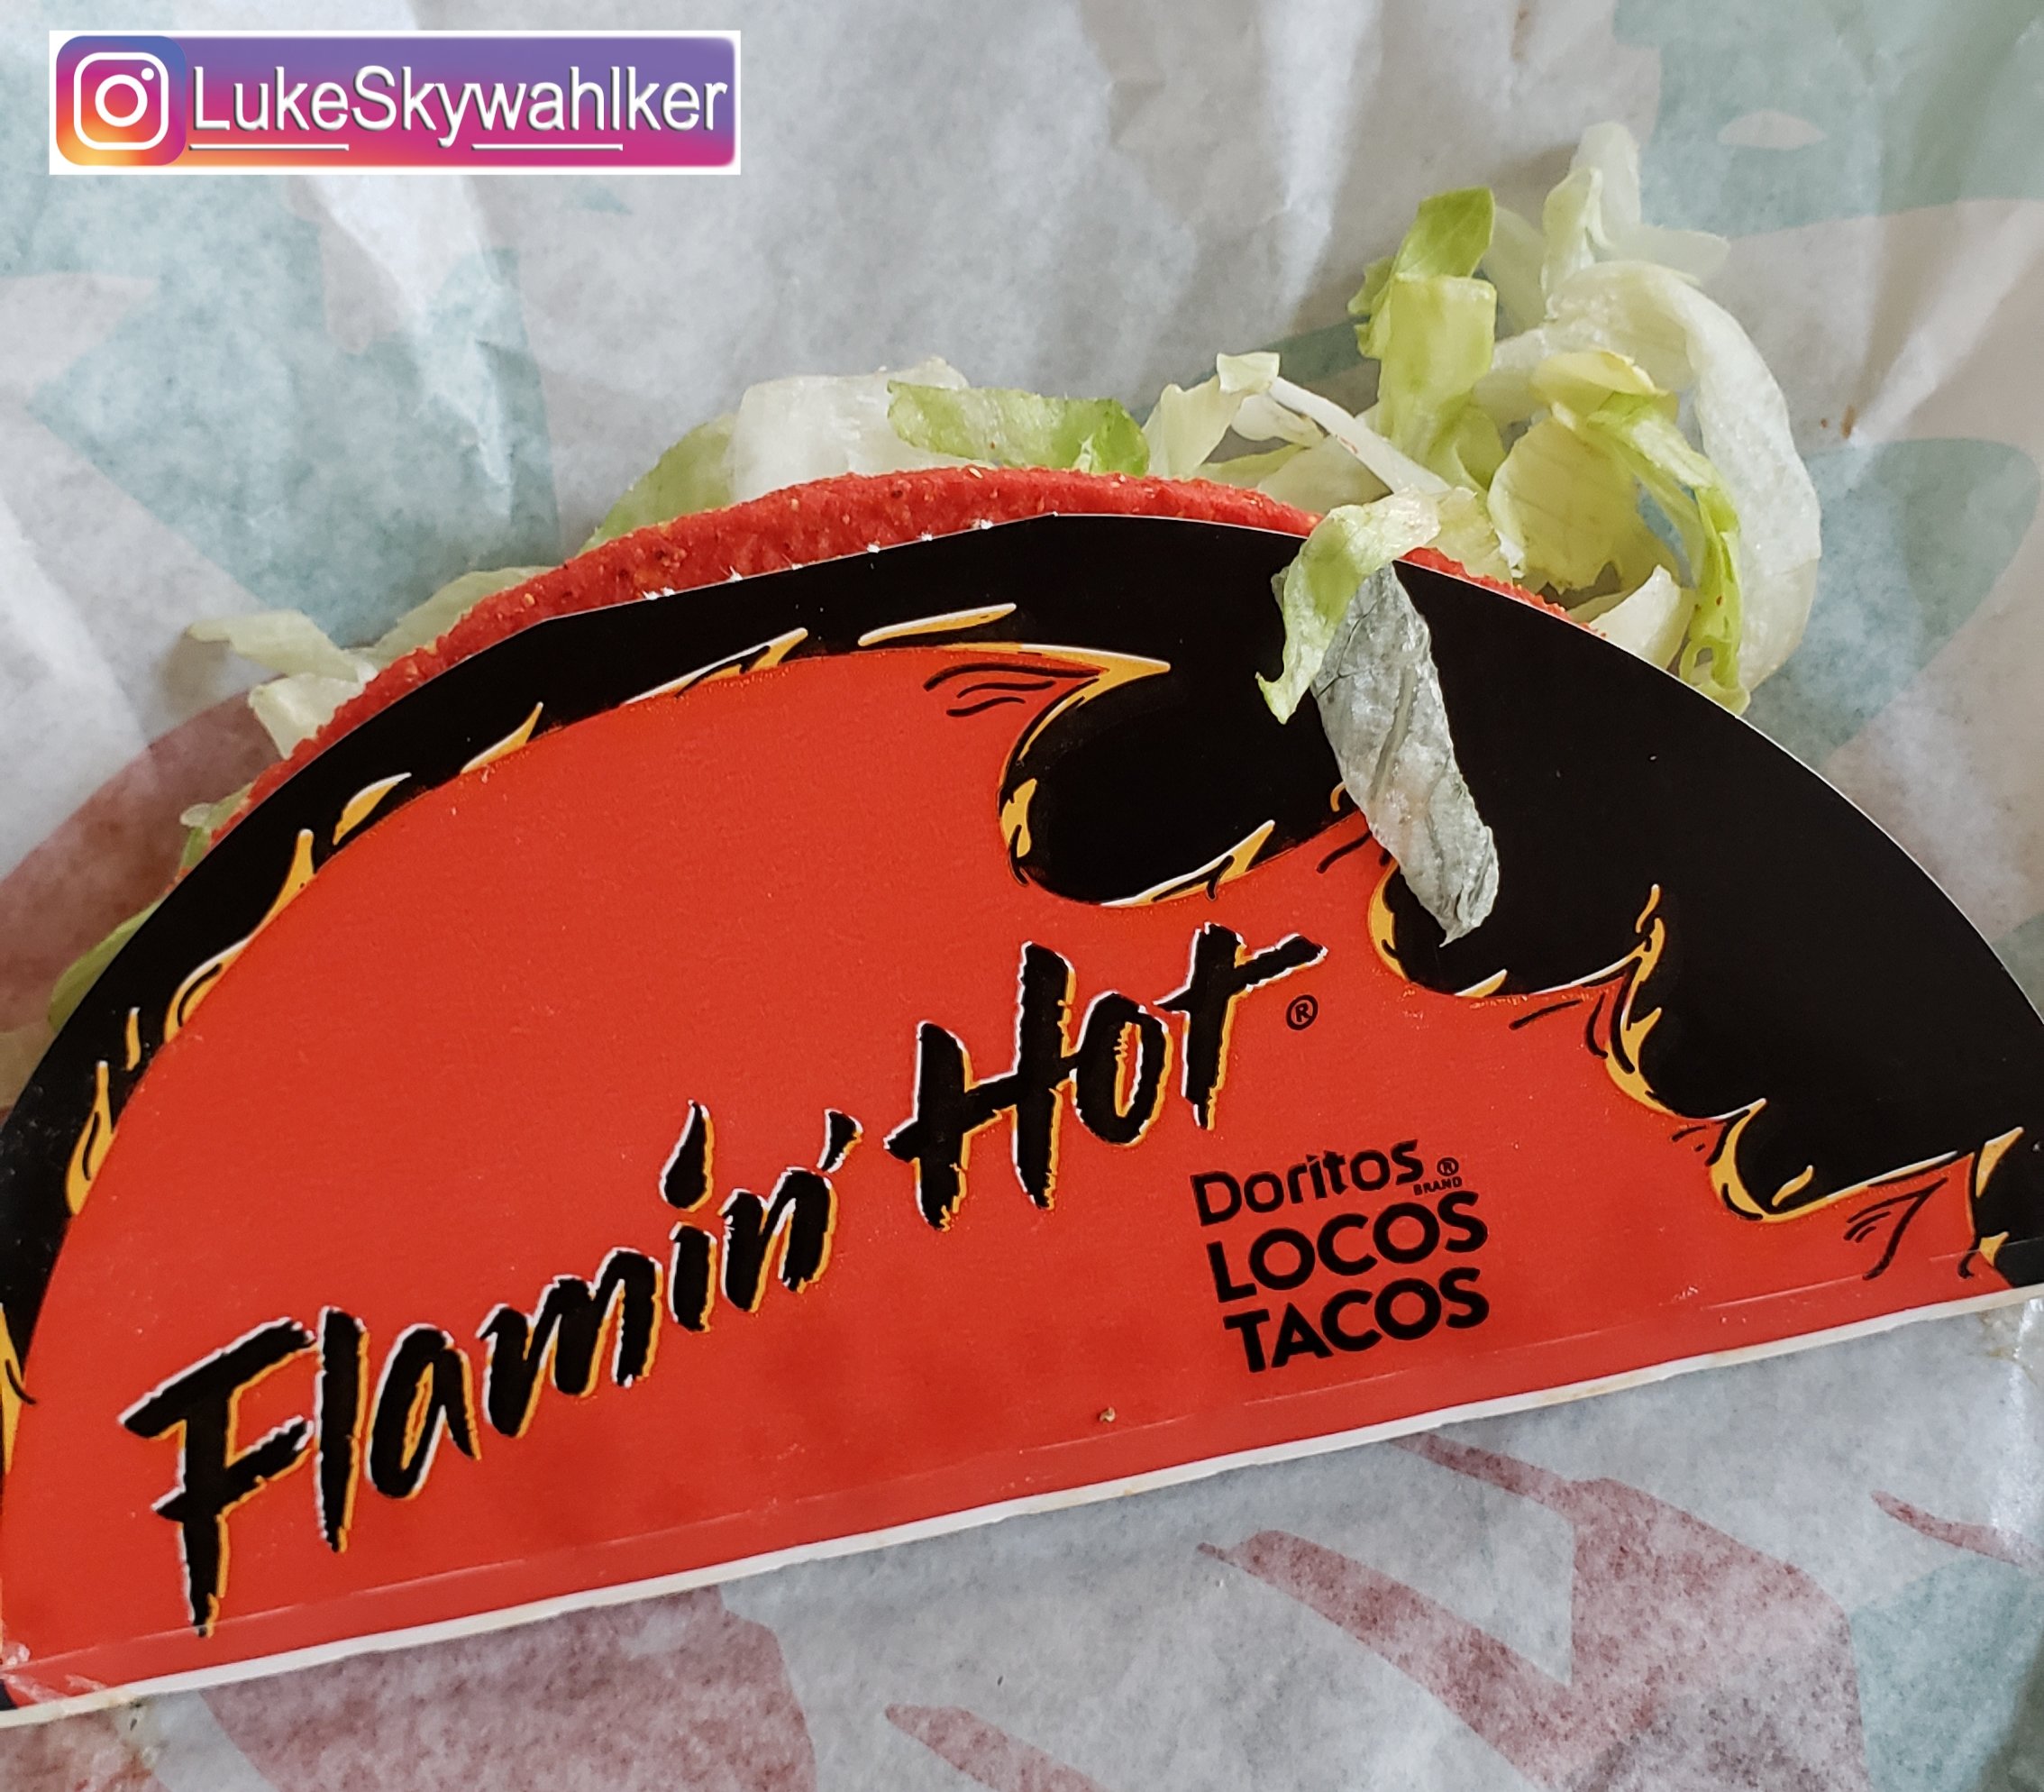 LukeSkywahlker
Flamin' Hot®
Doritos®
BRAND
LOCOS
TACOS